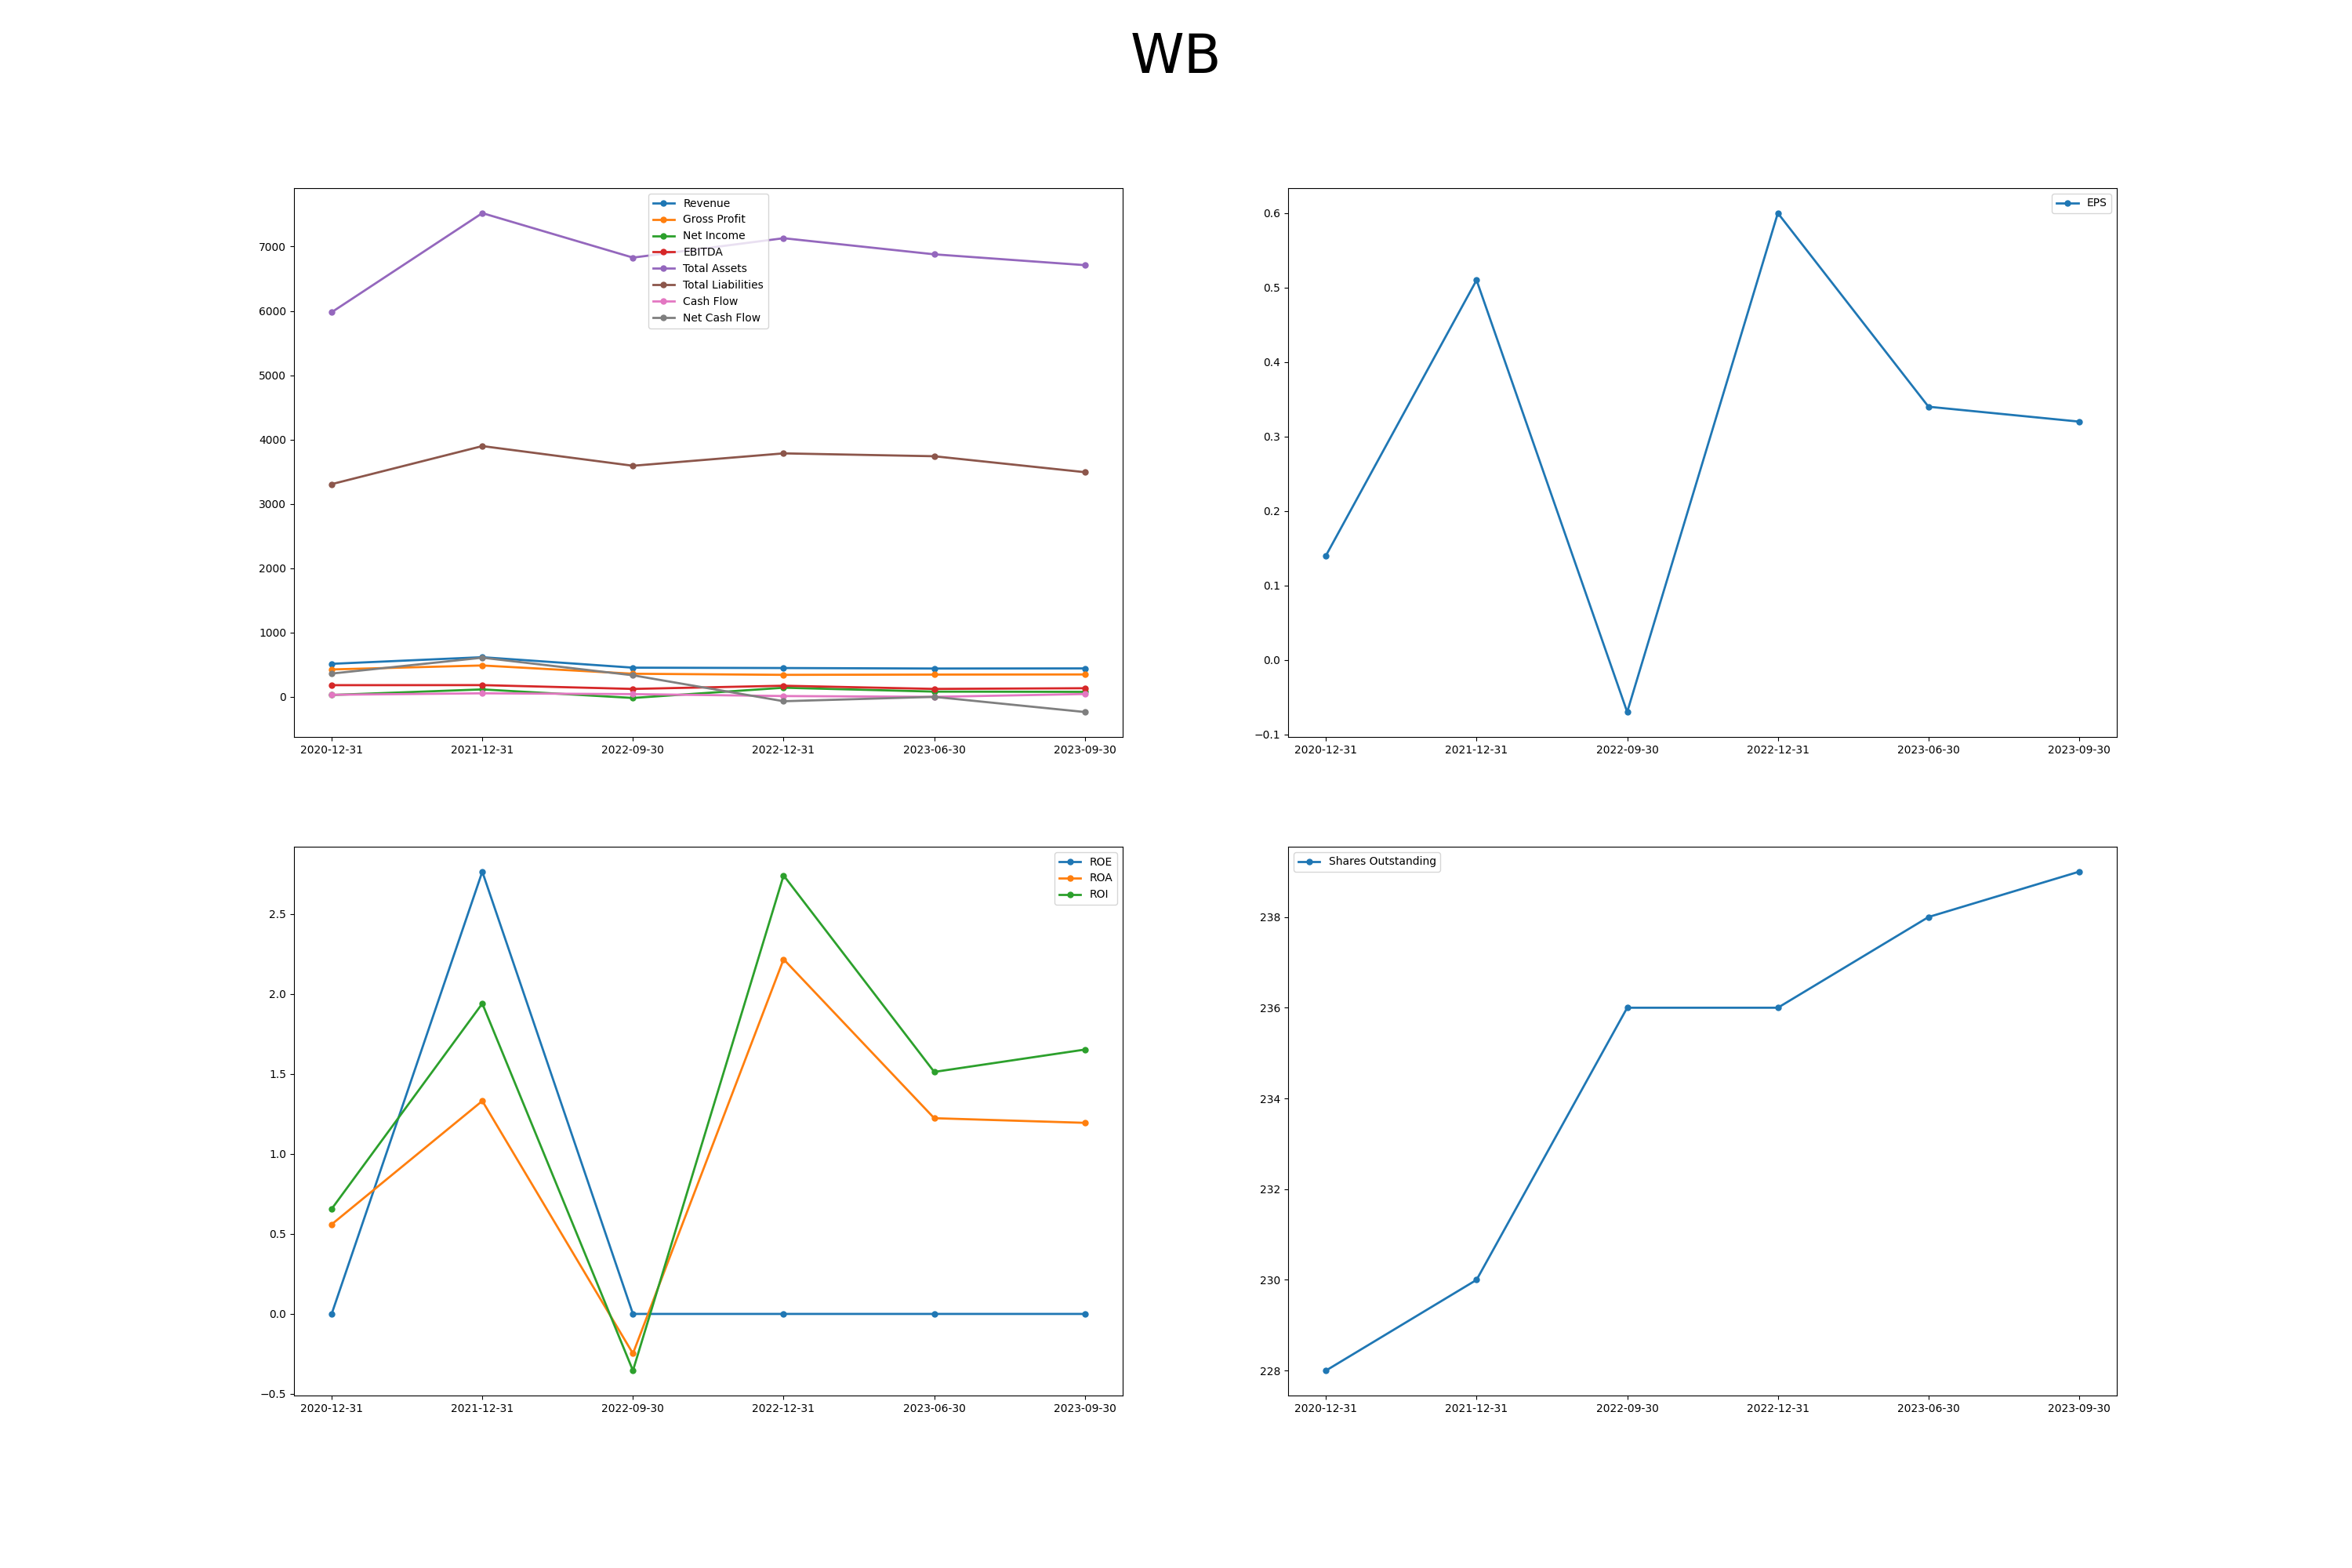 WB
Revenue
Gross Profit
Net Income
EBITDA
Total Assets
Total Liabilities
Cash Flow
Net Cash Flow
7000
6000
5000
4000
3000
2000
1000
0
2020-12-31 2021-12-31 2022-09-30 2022-12-31 2023-06-30 2023-09-30
EPS
0.6
0.5
0.4
0.3
0.2
0.1
0.0
−0.1
2020-12-31 2021-12-31 2022-09-30 2022-12-31 2023-06-30 2023-09-30
ROE
ROA
ROI
2.5
2.0
1.5
1.0
0.5
0.0
−0.5
2020-12-31 2021-12-31 2022-09-30 2022-12-31 2023-06-30 2023-09-30
Shares Outstanding
238
236
234
232
230
228
2020-12-31 2021-12-31 2022-09-30 2022-12-31 2023-06-30 2023-09-30